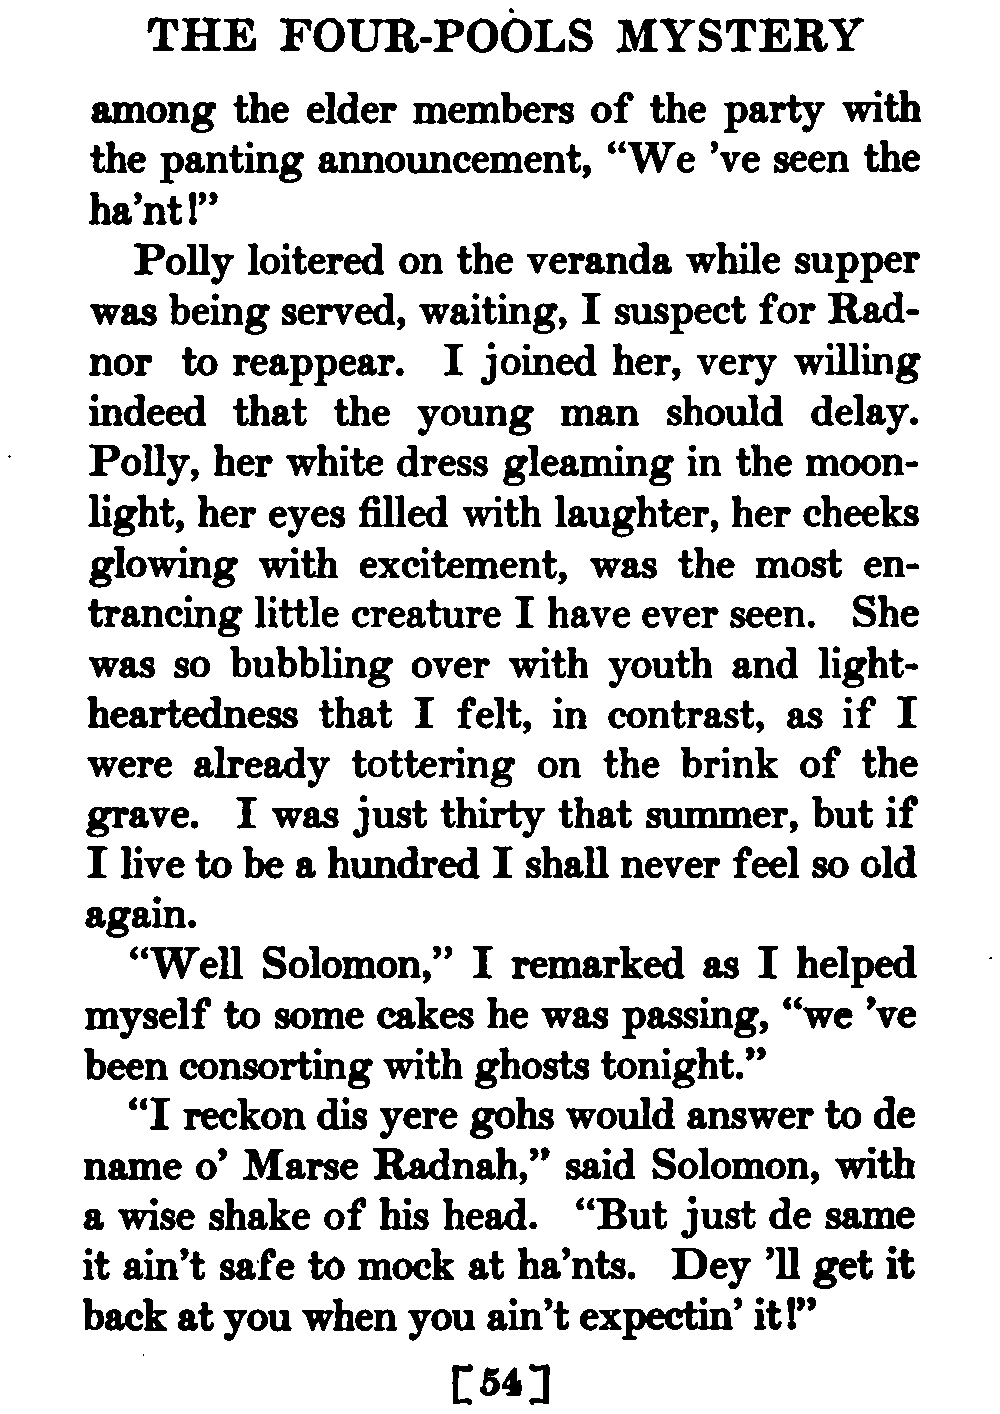 THE FOUR-POOLS MYSTERY
among the elder members of the party with
the panting announcement, “We ’ve seen the
ha’nt!”
Polly loitered on the veranda while supper
was being served, waiting, I suspect for Rad-
nor to reappear. I joined her, very willing
indeed that the young man should delay.
Polly, her white dress gleaming in the moon-
light, her eyes filled with laughter, her cheeks
glowing with excitement, was the most en-
trancing little creature I have ever seen. She
was so bubbling over with youth and light-
heartedness that I felt, in contrast, as if I
were already tottering on the brink of the
grave. I was just thirty that summer, but if
I live to be a hundred I shall never feel so old
again.
“Well Solomon,” I remarked as I helped
myself to some cakes he was passing, “we ’ve
been consorting with ghosts tonight.”
“I reckon dis yere gohs would answer to de
name o’ Marse Radnah,” said Solomon, with
a wise shake of his head. “But just de same
it ain’t safe to mock at ha’nts. Dey ’ll get it
back at you when you ain’t expectin’ it!”
[54]